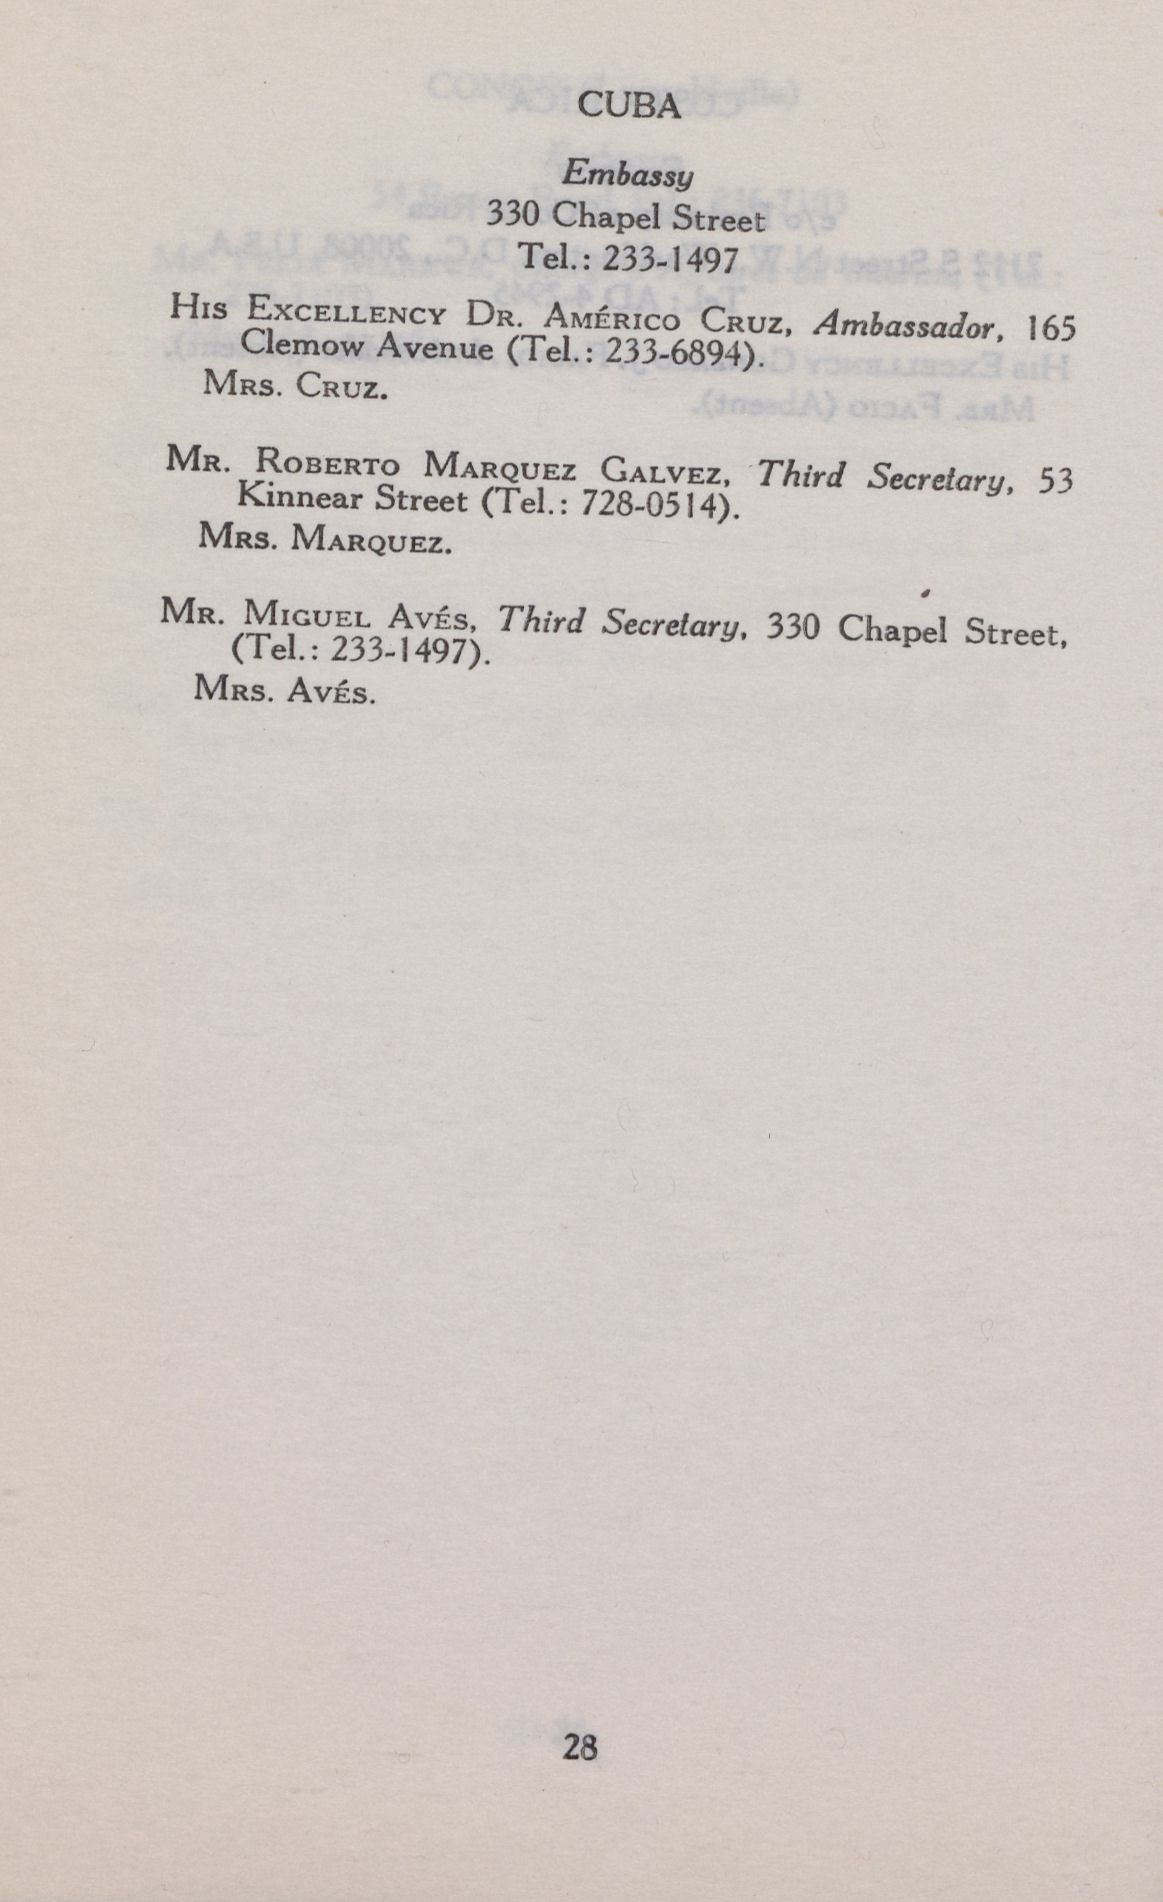 CUBA
Embassy
330 Chapel Street
Tel.: 233-1497
His Excellency Dr. Américo Cruz, Ambassador, 165
Clemow Avenue (Tel.: 233-6894).
Mrs. Cruz.
Mr. Roberto Marquez Galvez, Third Secretary, 53
Kinnear Street (Tel.: 728-0514).
Mrs. Marquez.
Mr. Miguel Avés, Third Secretary, 330 Chapel Street,
(Tel.: 233-1497).
Mrs. Avés.
28